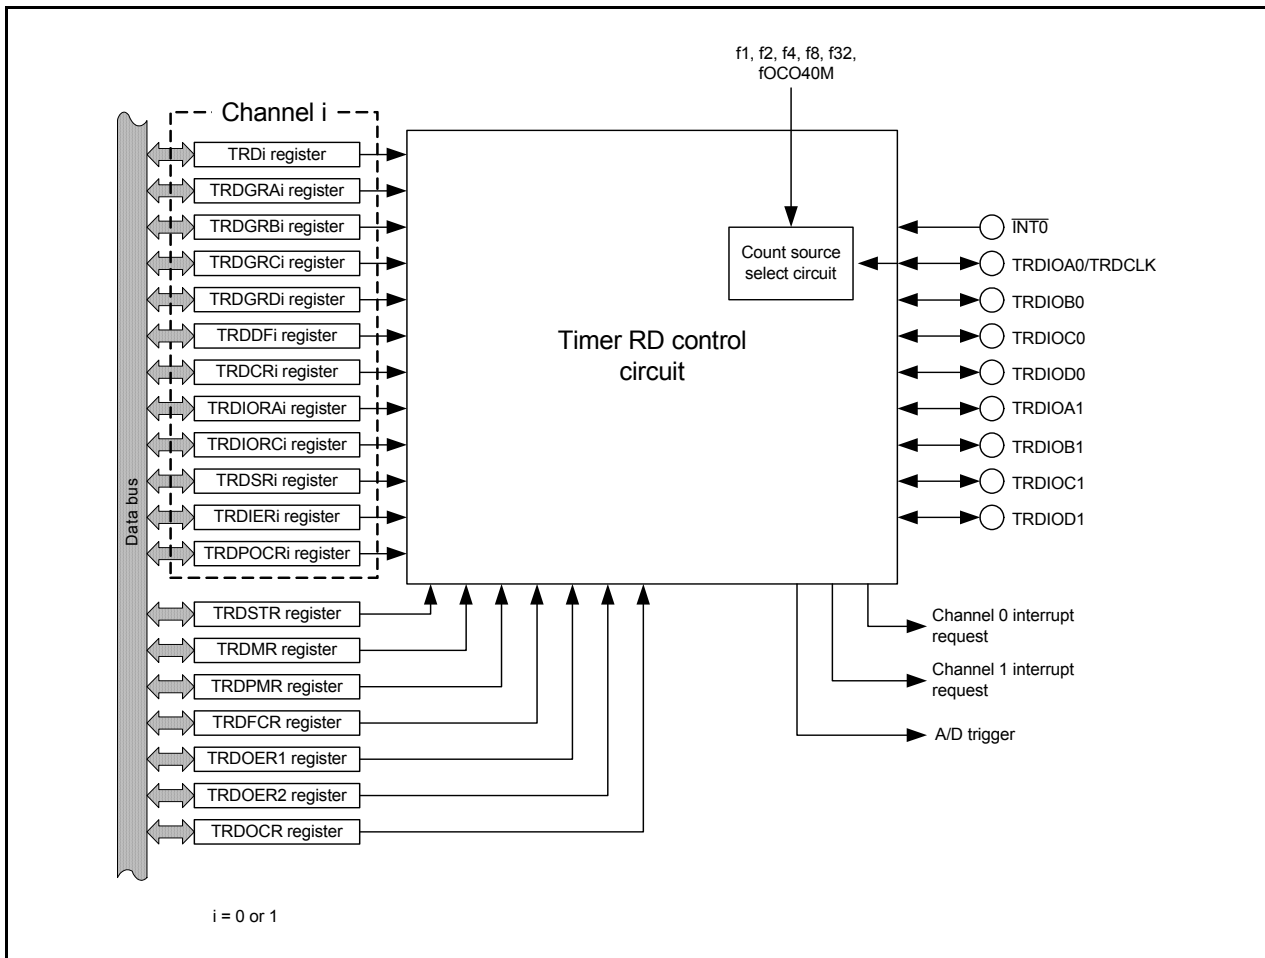 f1, f2, f4, f8, f32,
fOCO40M
Channel i
TRDi register
TRDGRAi register
TRDGRBi register
TRDGRCi register
TRDGRDi register
TRDDFi register
TRDCRi register
TRDIORAi register
TRDIORCi register
TRDSRi register
TRDIERi register
TRDPOCRi register
TRDSTR register
TRDMR register
TRDPMR register
TRDFCR register
TRDOER1 register
TRDOER2 register
TRDOCR register
Data bus
Count source
select circuit
Timer RD control
circuit
INT0
TRDIOA0/TRDCLK
TRDIOB0
TRDIOC0
TRDIOD0
TRDIOA1
TRDIOB1
TRDIOC1
TRDIOD1
Channel 0 interrupt
request
Channel 1 interrupt
request
A/D trigger
i = 0 or 1